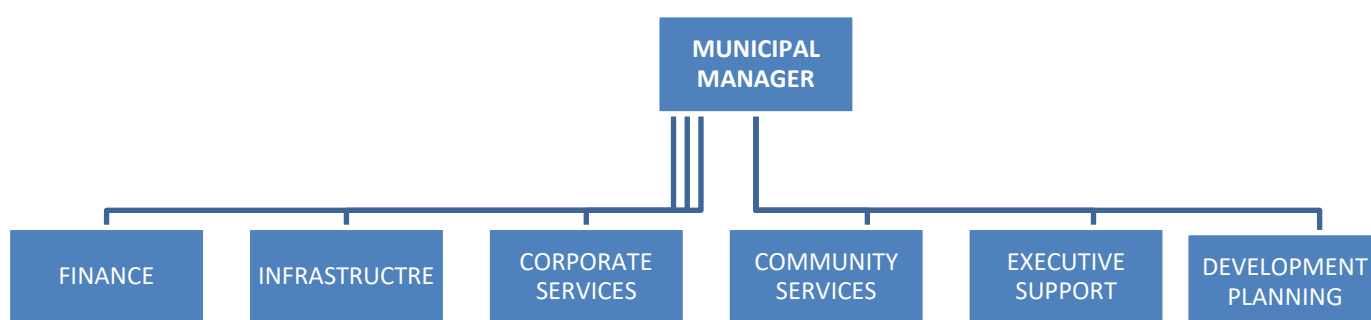 MUNICIPAL
MANAGER
FINANCE
INFRASTRUCTRE
CORPORATE
SERVICES
COMMUNITY
SERVICES
EXECUTIVE
SUPPORT
DEVELOPMENT
PLANNING